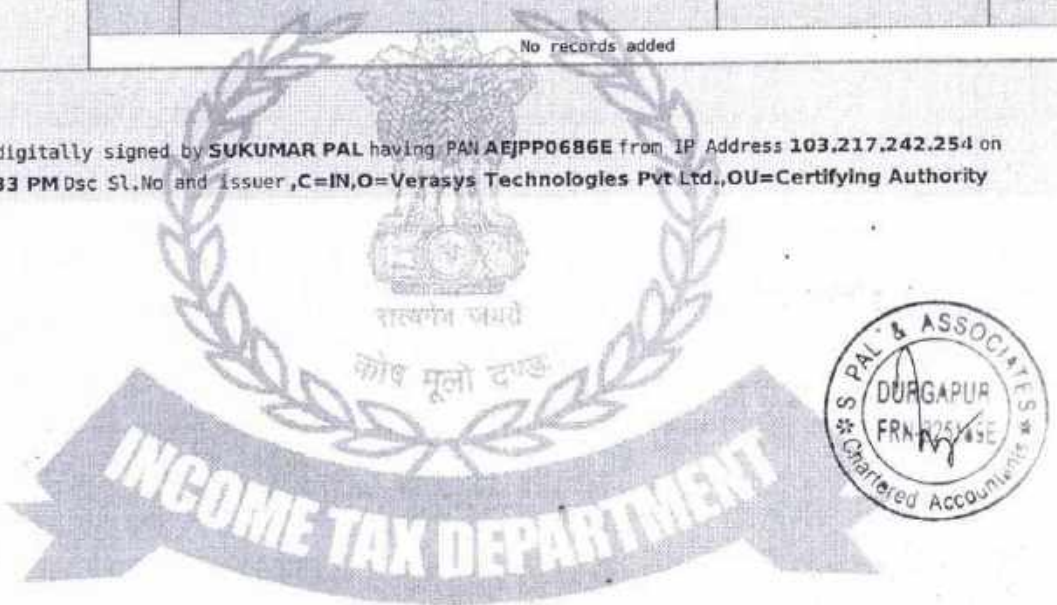 No records added
digitally signed by SUKUMAR PAL having PAN AEJPP0686E from IP Address 103.217.242.254 on
33 PM Dsc Sl.No and issuer ,C=IN,O=Verasys Technologies Pvt Ltd.,OU=Certifying Authority
सत्यमेव जयते
कोष मूलो दण्डः
INCOME TAX DEPARTMENT
S PAL & ASSOCIATES
DURGAPUR
Chartered Accountants